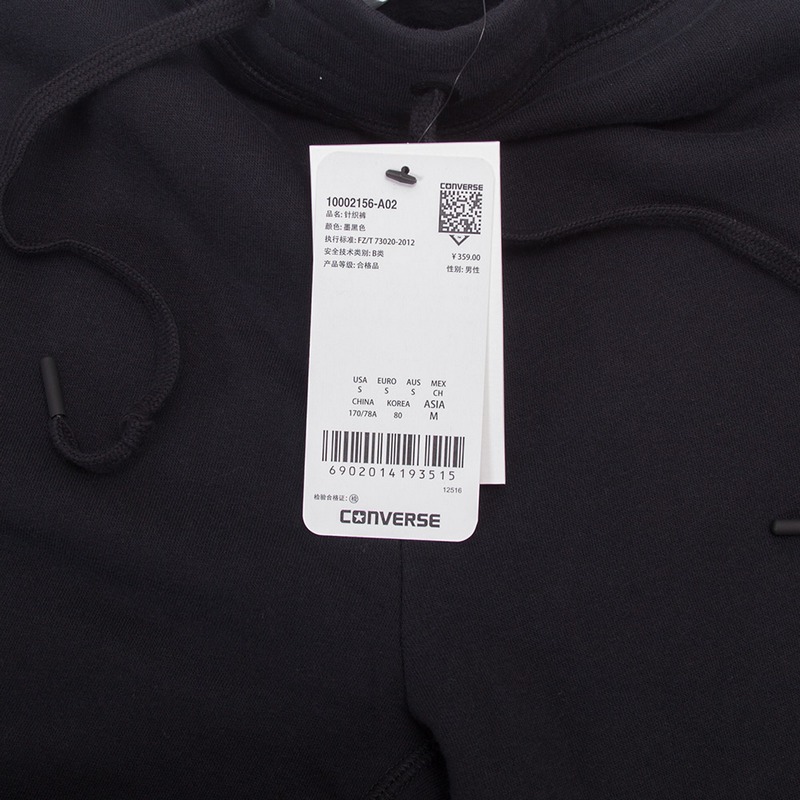 CONVERSE
10002156-A02
品名: 针织裤
颜色: 墨黑色
执行标准: FZ/T 73020-2012
安全技术类别: B类
产品等级: 合格品
¥359.00
性别: 男性
USA EURO AUS MEX
S S S CH
CHINA KOREA ASIA
170/78A 80 M
6902014193515
12516
检验合格证:
CONVERSE